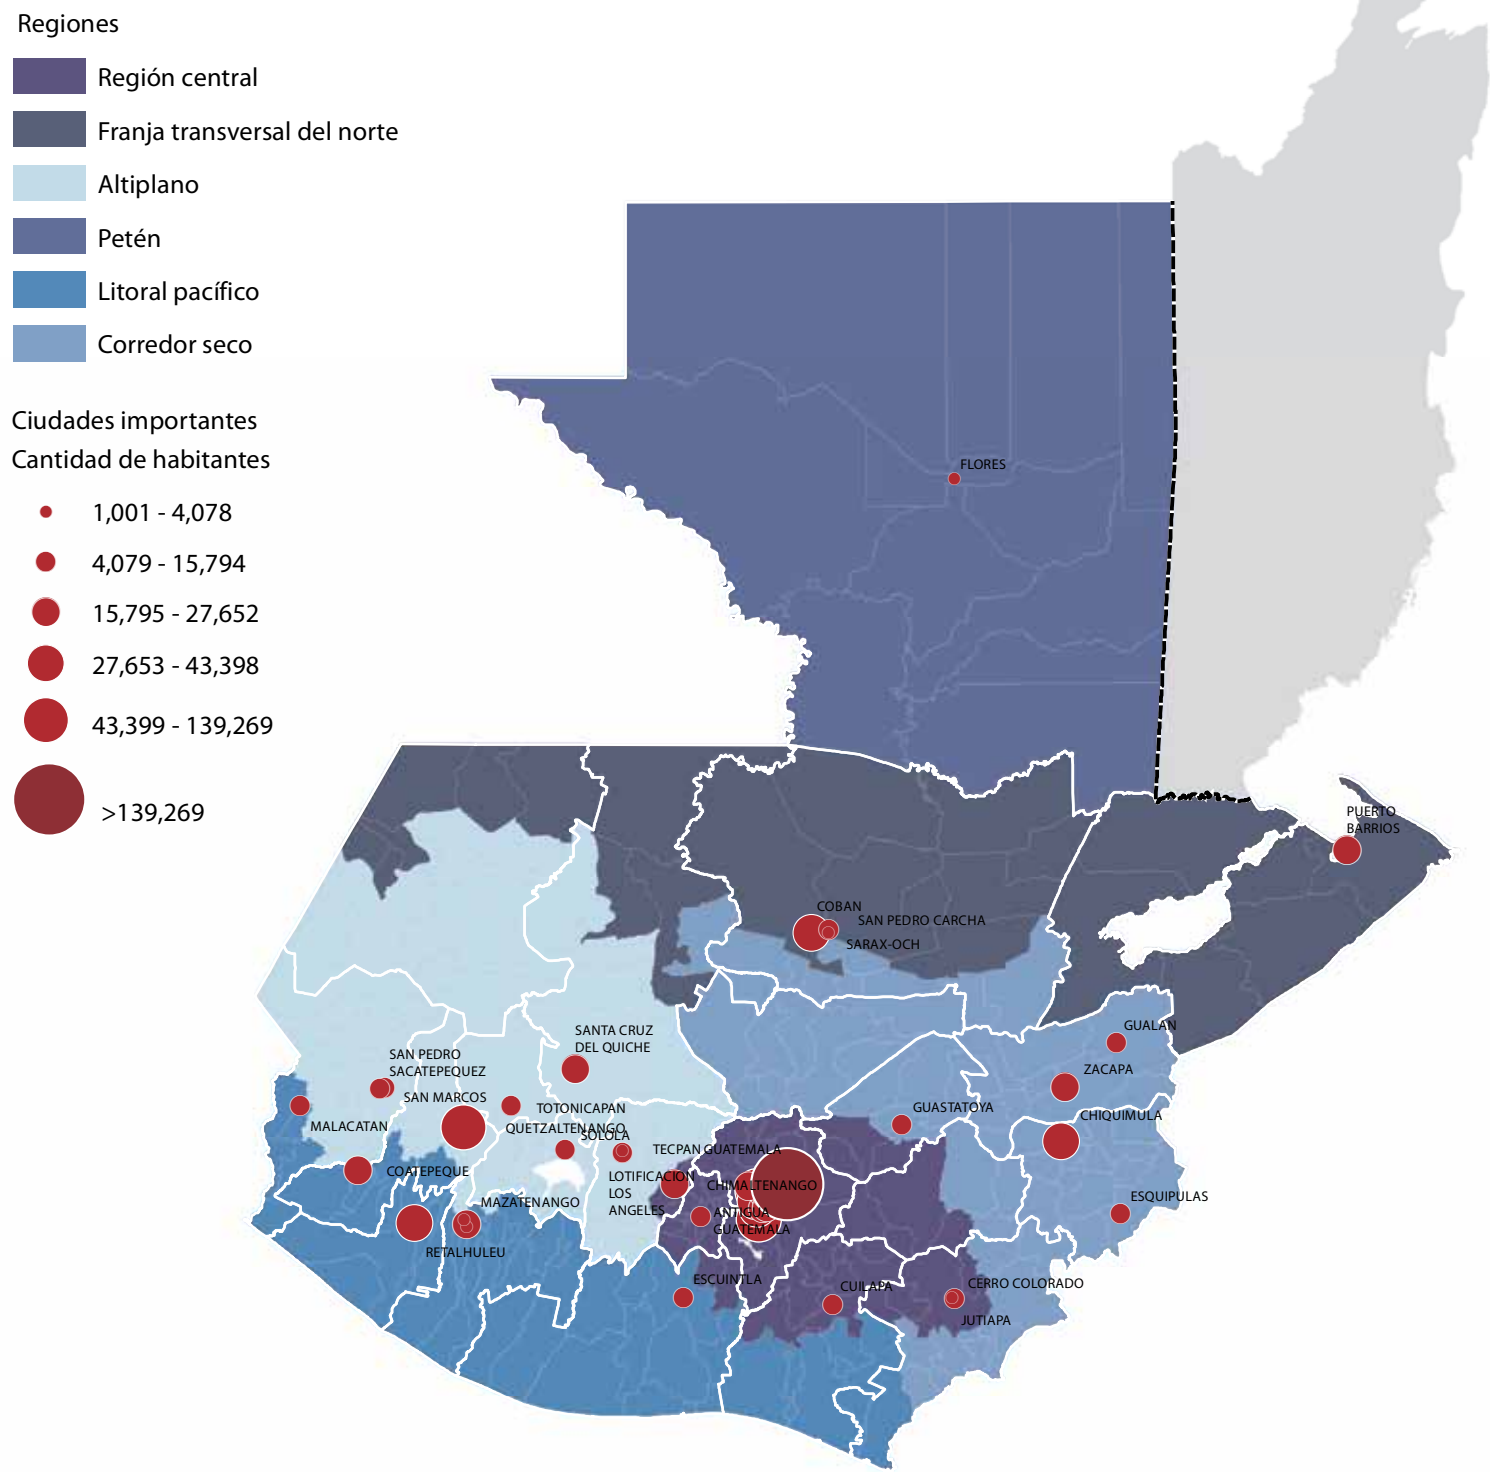 Regiones
Región central
Franja transversal del norte
Altiplano
Petén
Litoral pacífico
Corredor seco
Ciudades importantes
Cantidad de habitantes
1,001 - 4,078
4,079 - 15,794
15,795 - 27,652
27,653 - 43,398
43,399 - 139,269
>139,269
FLORES
PUERTO
BARRIOS
COBAN
SAN PEDRO CARCHA
SARAX-OCH
GUALAN
SANTA CRUZ
DEL QUICHE
SAN PEDRO
SACATEPEQUEZ
ZACAPA
SAN MARCOS
TOTONICAPAN
GUASTATOYA
CHIQUIMULA
MALACATAN
QUETZALTENANGO
SOLOLA
TECPAN GUATEMALA
COATEPEQUE
LOTIFICACION
LOS
ANGELES
CHIMALTENANGO
MAZATENANGO
ESQUIPULAS
ANTIGUA
GUATEMALA
RETALHULEU
ESCUINTLA
CUILAPA
CERRO COLORADO
JUTIAPA